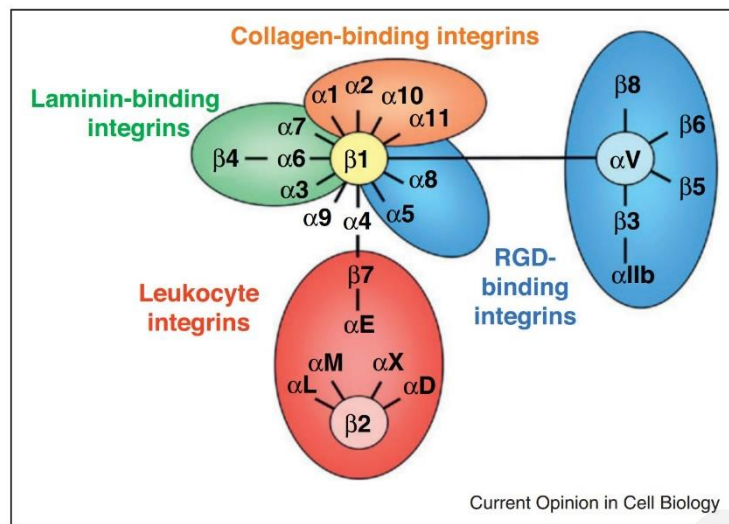 Collagen-binding integrins
Laminin-binding
integrins
α1
α2
α10
α11
α7
β4
α6
β1
α3
α9
α4
α5
α8
β8
β6
αV
β5
β3
αIIb
RGD-
binding
integrins
Leukocyte
integrins
β7
αE
αM
αX
αL
αD
β2
Current Opinion in Cell Biology